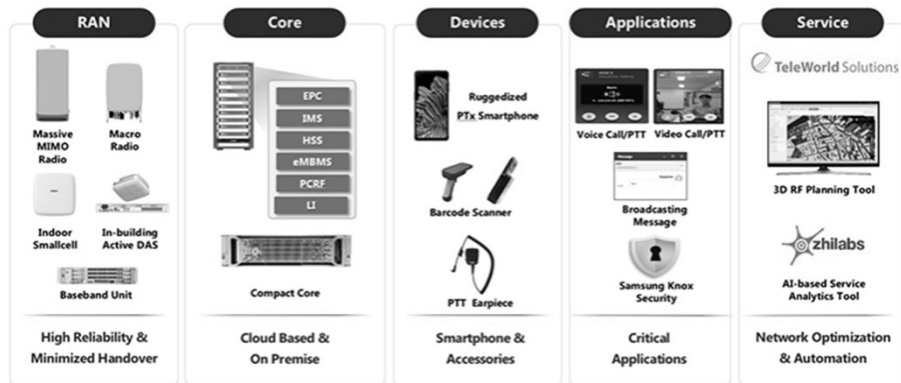 RAN
Massive
MIMO
Radio
Macro
Radio
Indoor
Smallcell
In-building
Active DAS
Baseband Unit
High Reliability &
Minimized Handover
Core
EPC
IMS
HSS
eMBMS
PCRF
LI
Compact Core
Cloud Based &
On Premise
Devices
Ruggedized
PTx Smartphone
Barcode Scanner
PTT Earpiece
Smartphone &
Accessories
Applications
Voice Call/PTT
Video Call/PTT
Message
Broadcasting
Message
Samsung Knox
Security
Critical
Applications
Service
TeleWorld Solutions
3D RF Planning Tool
zhilabs
AI-based Service
Analytics Tool
Network Optimization
& Automation